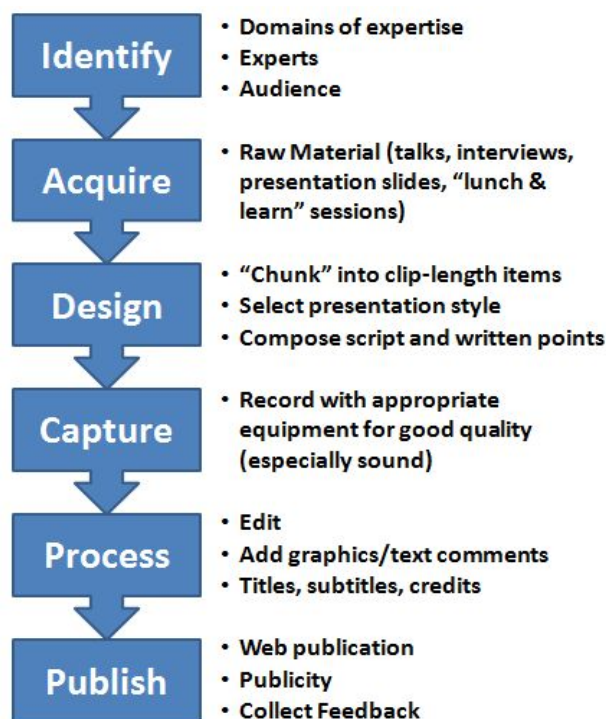 Identify
• Domains of expertise
• Experts
• Audience
Acquire
• Raw Material (talks, interviews,
presentation slides, “lunch &
learn” sessions)
Design
• “Chunk” into clip-length items
• Select presentation style
• Compose script and written points
Capture
• Record with appropriate
equipment for good quality
(especially sound)
Process
• Edit
• Add graphics/text comments
• Titles, subtitles, credits
Publish
• Web publication
• Publicity
• Collect Feedback